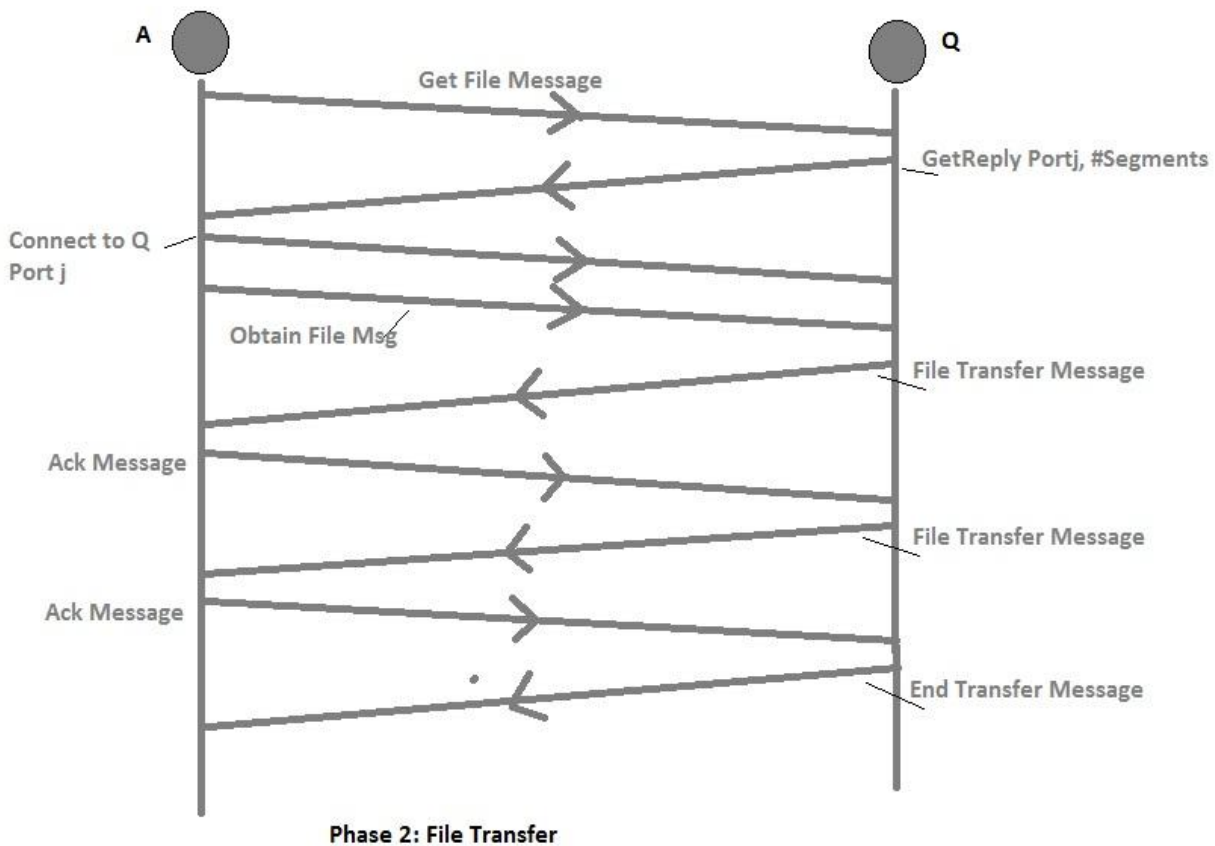 A
Q
Get File Message
GetReply Portj, #Segments
Connect to Q
Port j
Obtain File Msg
File Transfer Message
Ack Message
File Transfer Message
Ack Message
End Transfer Message
Phase 2: File Transfer